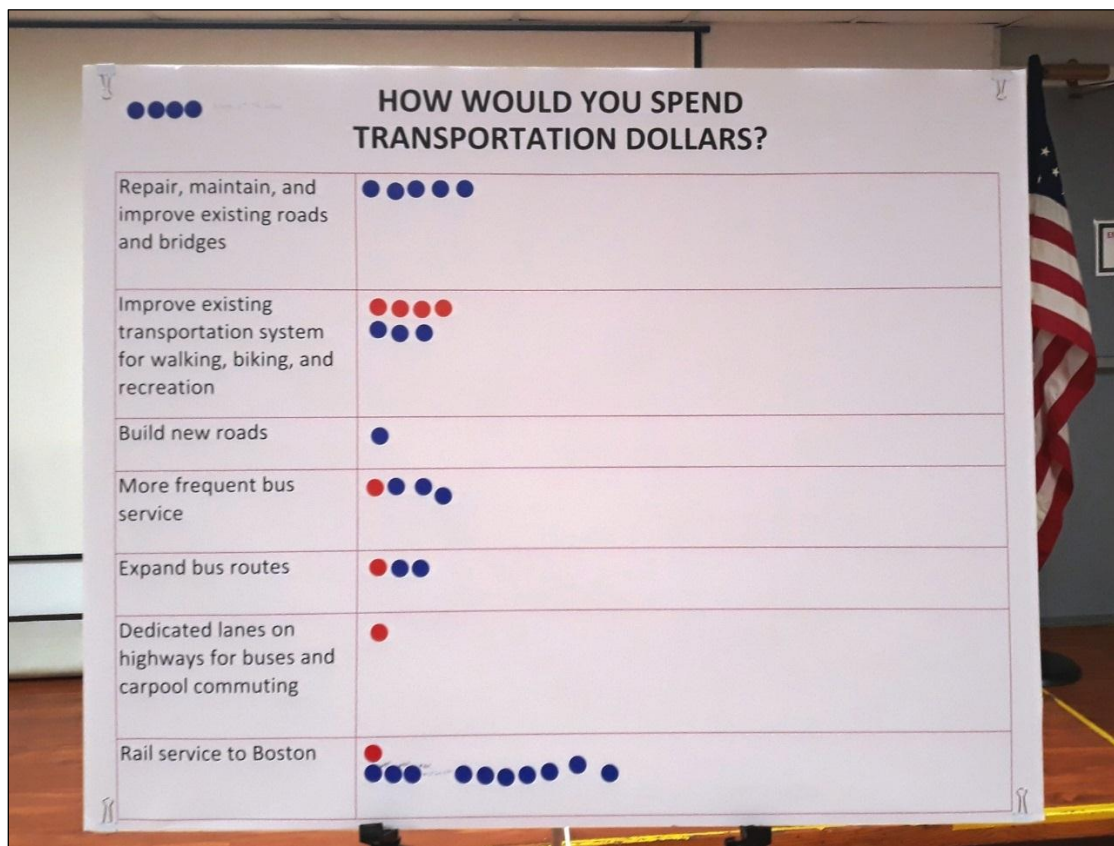 HOW WOULD YOU SPEND
TRANSPORTATION DOLLARS?
Repair, maintain, and
improve existing roads
and bridges
Improve existing
transportation system
for walking, biking, and
recreation
Build new roads
More frequent bus
service
Expand bus routes
Dedicated lanes on
highways for buses and
carpool commuting
Rail service to Boston